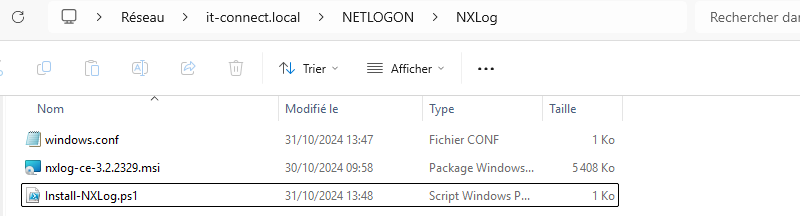 Réseau > it-connect.local > NETLOGON > NXLog Rechercher dan
Trier Afficher ...
Nom Modifié le Type Taille
windows.conf 31/10/2024 13:47 Fichier CONF 1 Ko
nxlog-ce-3.2.2329.msi 30/10/2024 09:58 Package Windows... 5 408 Ko
Install-NXLog.ps1 31/10/2024 13:48 Script Windows P... 1 Ko